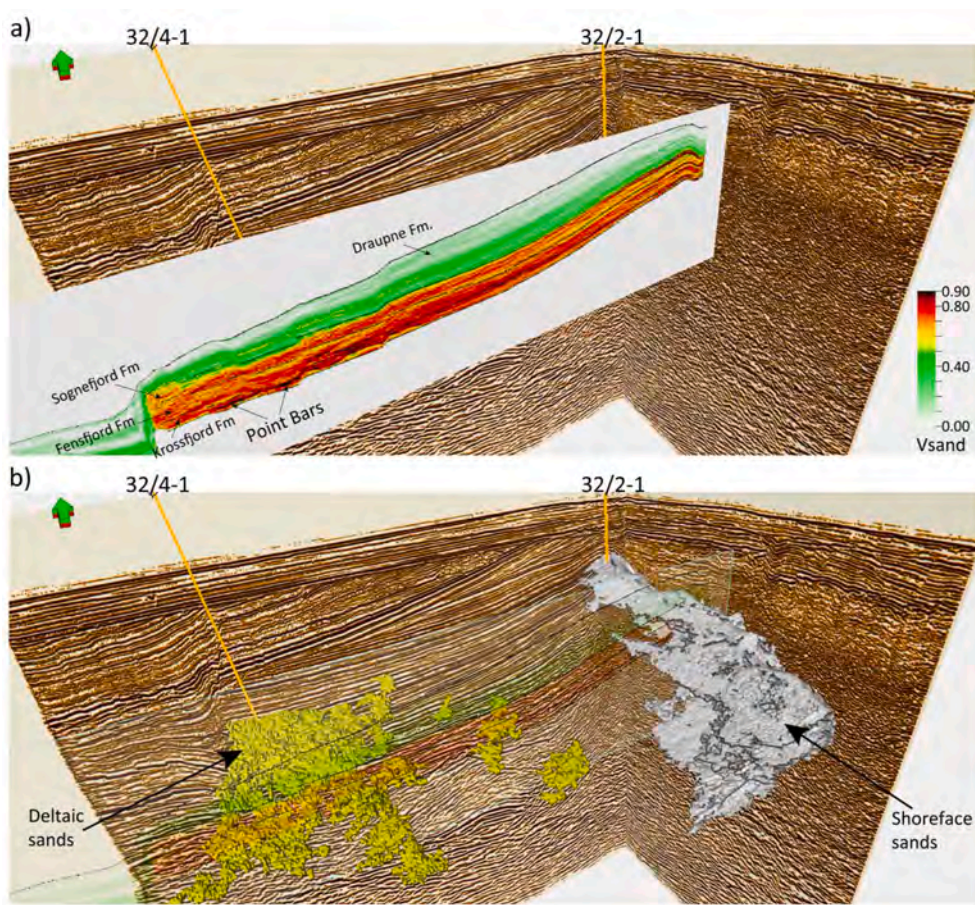 a)
32/4-1
32/2-1
Draupne Fm.
Sognefjord Fm
Fensfjord Fm
Krossfjord Fm
Point Bars
0.90
0.80
0.40
0.00
Vsand
b)
32/4-1
32/2-1
Deltaic
sands
Shoreface
sands